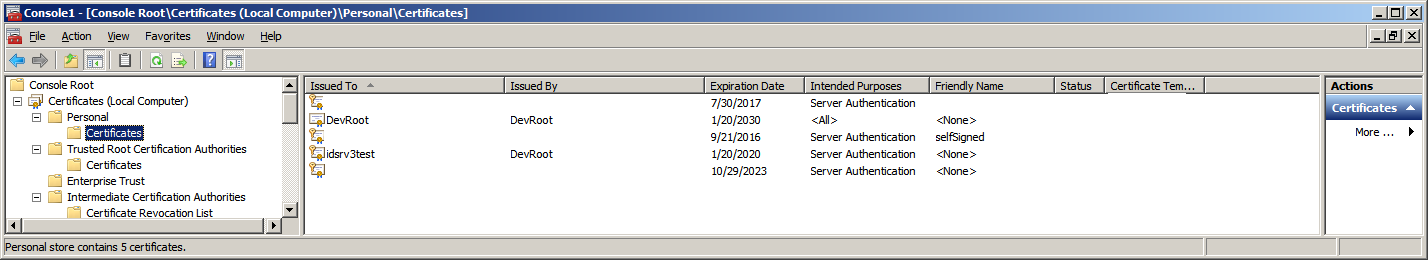 Console1 - [Console Root\Certificates (Local Computer)\Personal\Certificates]
File Action View Favorites Window Help
Console Root
Certificates (Local Computer)
Personal
Certificates
Trusted Root Certification Authorities
Certificates
Enterprise Trust
Intermediate Certification Authorities
Certificate Revocation List
Issued To Issued By Expiration Date Intended Purposes Friendly Name Status Certificate Tem...
7/30/2017 Server Authentication
DevRoot DevRoot 1/20/2030 <All> <None>
9/21/2016 Server Authentication selfSigned
idsrv3test DevRoot 1/20/2020 Server Authentication <None>
10/29/2023 Server Authentication <None>
Actions
Certificates
More ...
Personal store contains 5 certificates.